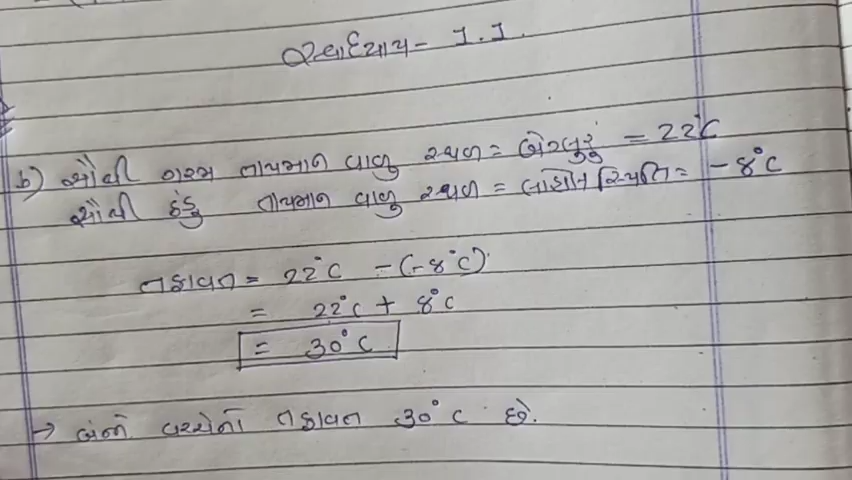 સ્વાધ્યાય - 1.1.
b) સૌથી ગરમ તાપમાન વાળુ સ્થળ = બેંગ્લુરું = 22°C
સૌથી ઠંડુ તાપમાન વાળુ સ્થળ = લાહોલ સ્પિતિ = -8°C
તફાવત = 22°C - (-8°C)
= 22°C + 8°C
= 30°C
→ બંને વચ્ચેનો તફાવત 30°C છે.